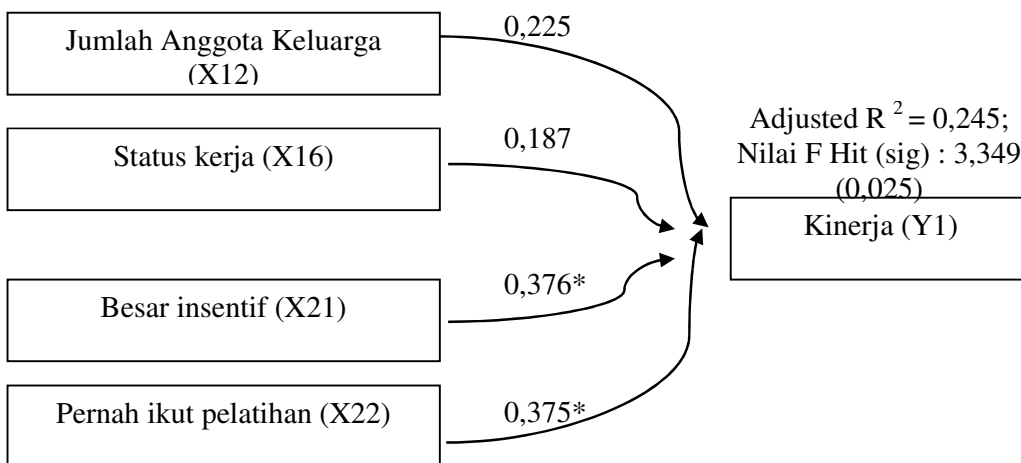 Jumlah Anggota Keluarga
(X12)
0,225
Status kerja (X16)
0,187
Adjusted R 2 = 0,245;
Nilai F Hit (sig) : 3,349
(0,025)
Kinerja (Y1)
Besar insentif (X21)
0,376*
Pernah ikut pelatihan (X22)
0,375*